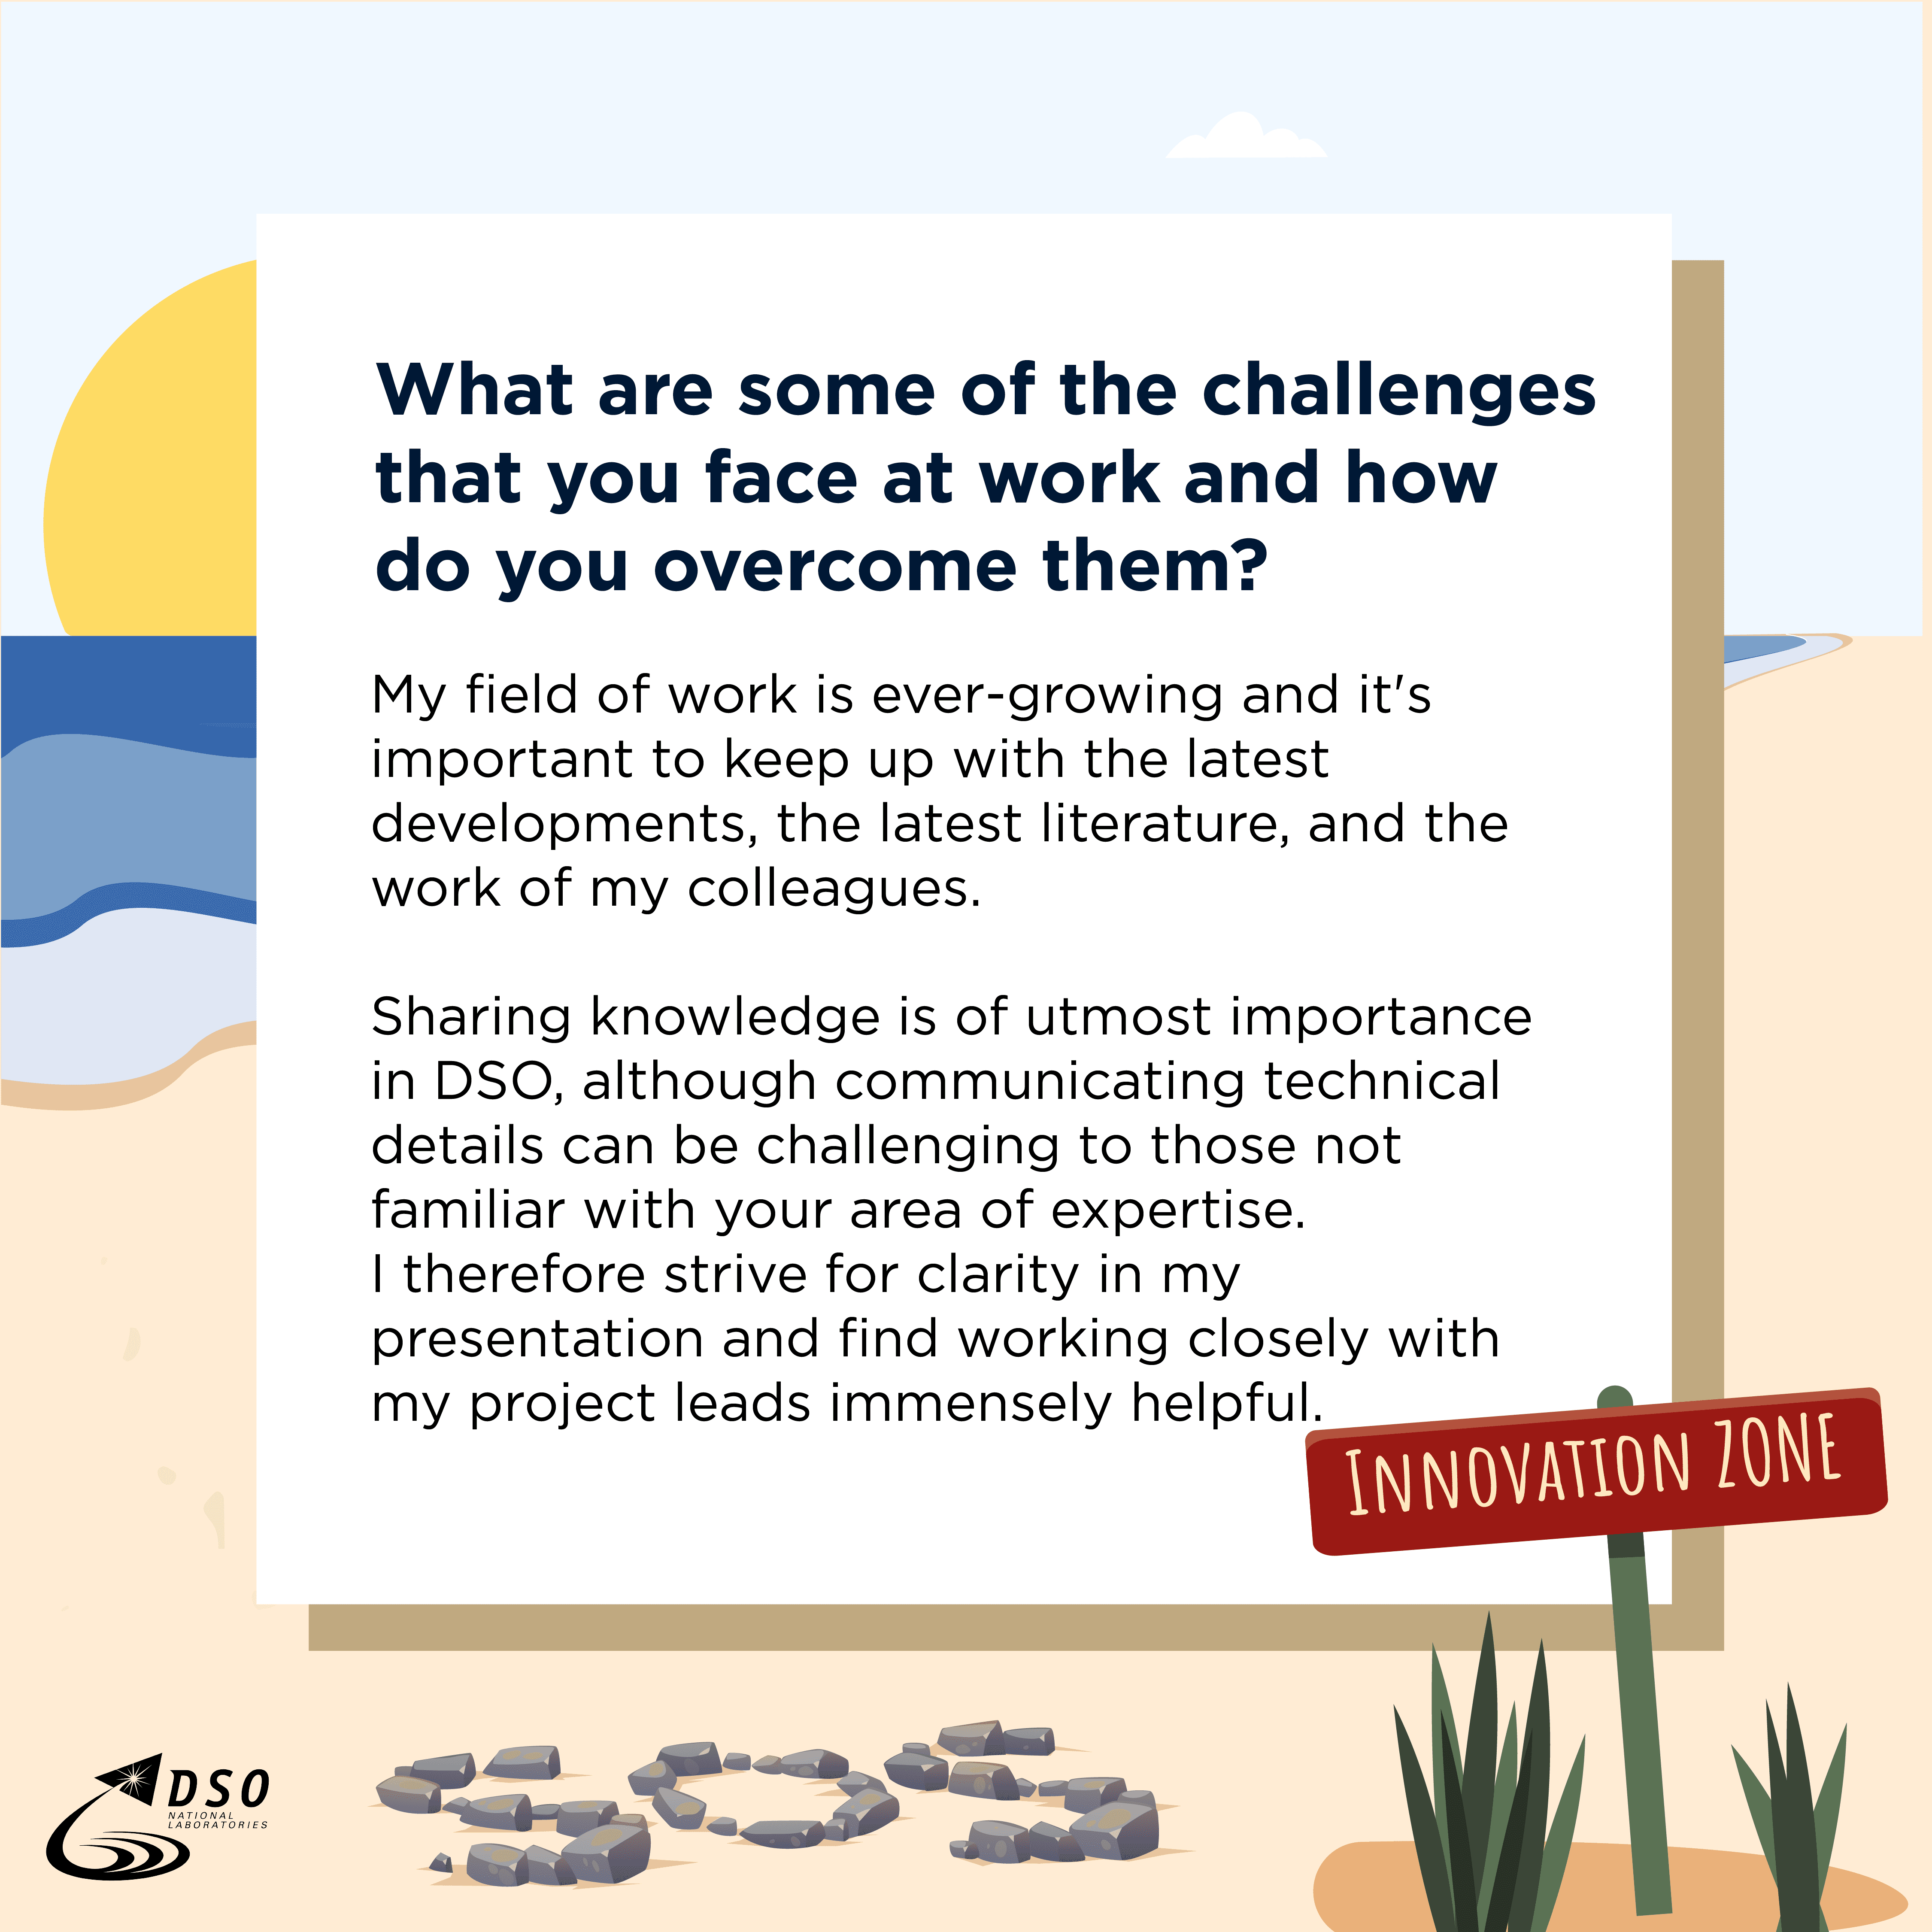 What are some of the challenges
that you face at work and how
do you overcome them?
My field of work is ever-growing and it's
important to keep up with the latest
developments, the latest literature, and the
work of my colleagues.
Sharing knowledge is of utmost importance
in DSO, although communicating technical
details can be challenging to those not
familiar with your area of expertise.
I therefore strive for clarity in my
presentation and find working closely with
my project leads immensely helpful.
INNOVATION ZONE
SOS
DSO
NATIONAL
LABORATORIES